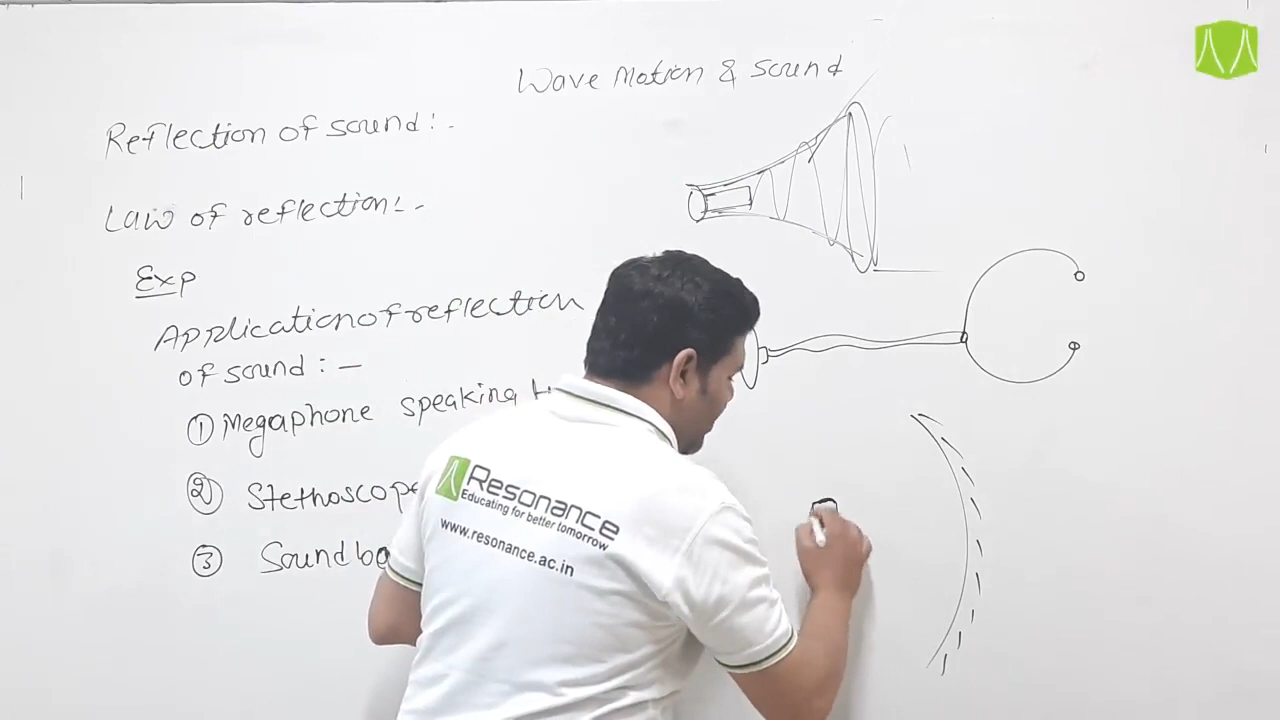 Wave Motion & Sound
Reflection of sound:-
Law of reflection:-
Exp
Application of reflection
of sound:-
① Megaphone speaking
② Stethoscope
③ Sound
Resonance
Educating for better tomorrow
www.resonance.ac.in